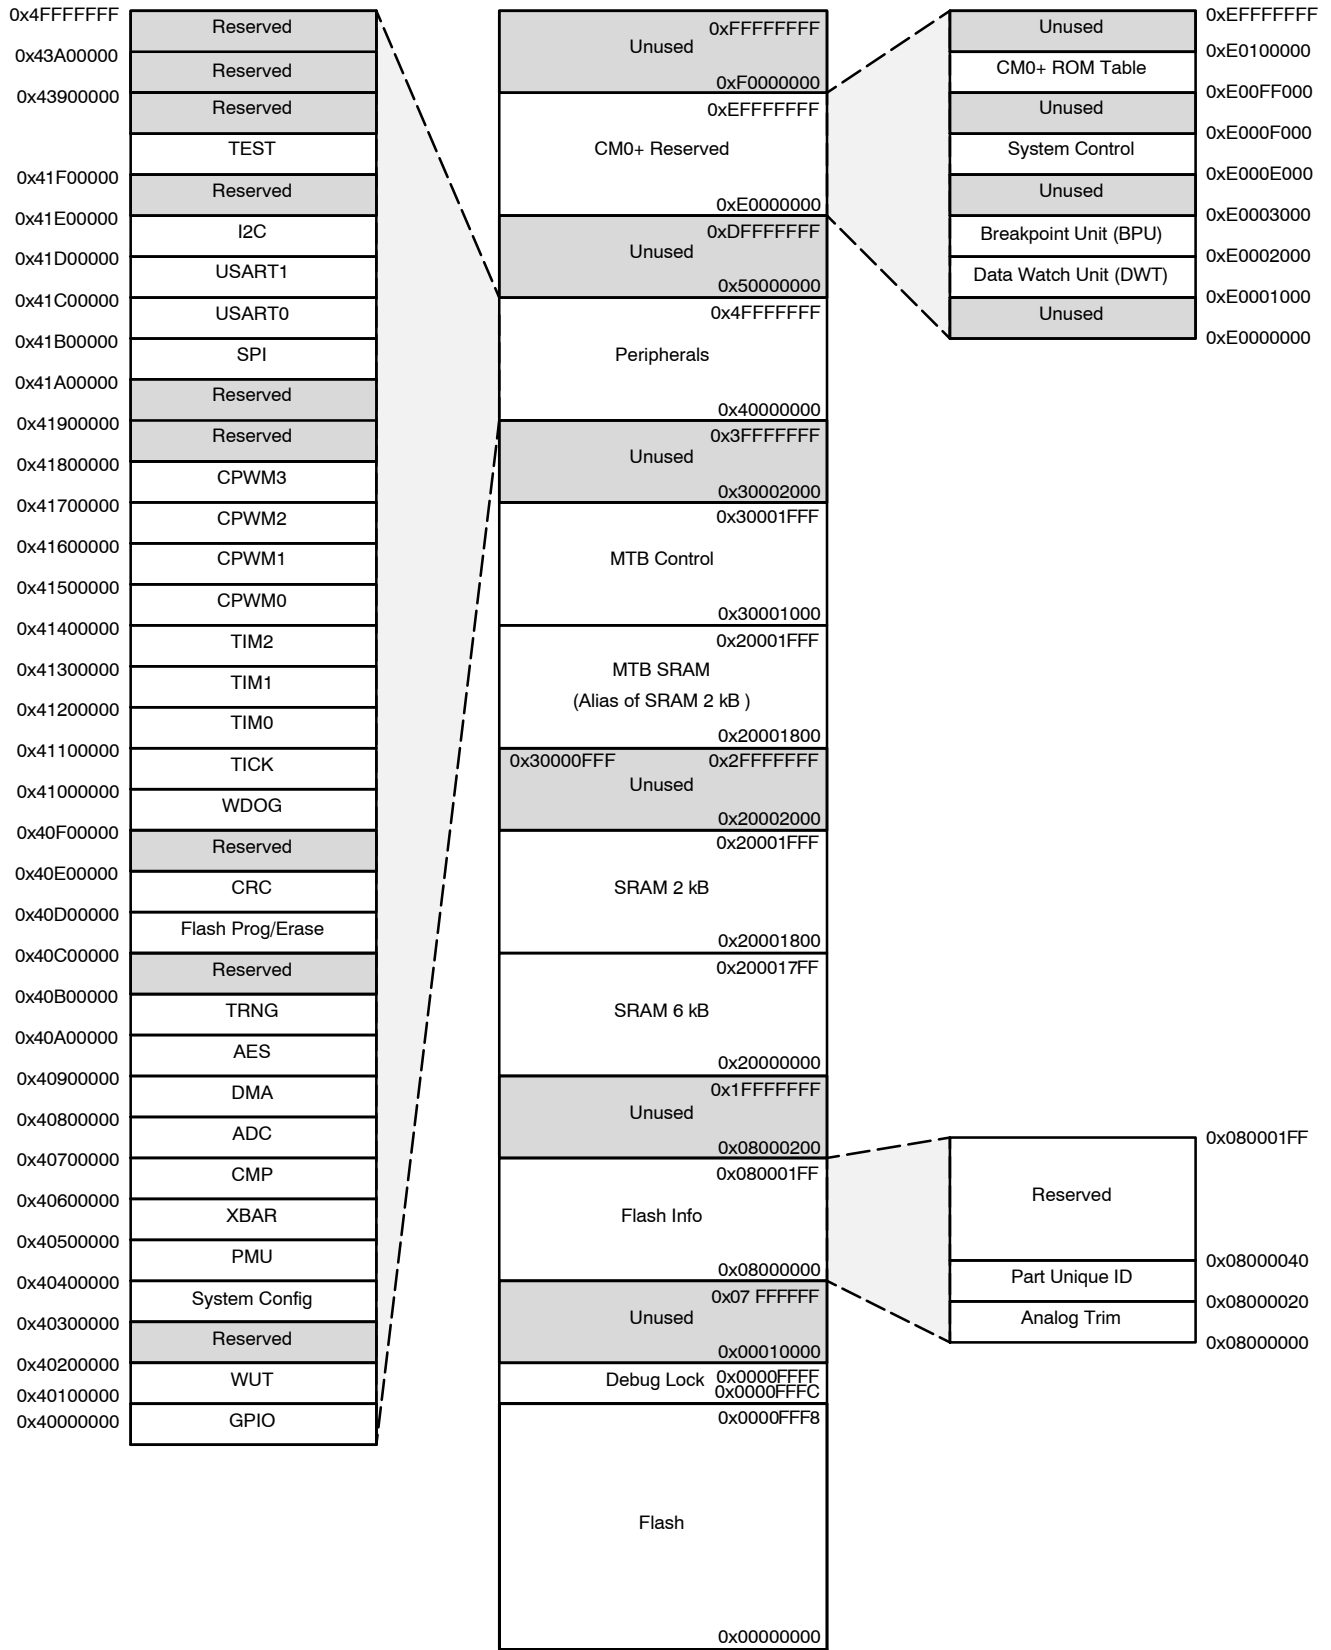 0x4FFFFFFF
Reserved
0x43A00000
Reserved
0x43900000
Reserved
TEST
0x41F00000
Reserved
0x41E00000
I2C
0x41D00000
USART1
0x41C00000
USART0
0x41B00000
SPI
0x41A00000
Reserved
0x41900000
Reserved
0x41800000
CPWM3
0x41700000
CPWM2
0x41600000
CPWM1
0x41500000
CPWM0
0x41400000
TIM2
0x41300000
TIM1
0x41200000
TIM0
0x41100000
TICK
0x41000000
WDOG
0x40F00000
Reserved
0x40E00000
CRC
0x40D00000
Flash Prog/Erase
0x40C00000
Reserved
0x40B00000
TRNG
0x40A00000
AES
0x40900000
DMA
0x40800000
ADC
0x40700000
CMP
0x40600000
XBAR
0x40500000
PMU
0x40400000
System Config
0x40300000
Reserved
0x40200000
WUT
0x40100000
0x40000000
GPIO
0xFFFFFFFF
Unused
0xF0000000
0xEFFFFFFF
CM0+ Reserved
0xE0000000
0xDFFFFFFF
Unused
0x50000000
0x4FFFFFFF
Peripherals
0x40000000
0x3FFFFFFF
Unused
0x30002000
0x30001FFF
MTB Control
0x30001000
0x20001FFF
MTB SRAM
(Alias of SRAM 2 kB )
0x20001800
0x30000FFF 0x2FFFFFFF
Unused
0x20002000
0x20001FFF
SRAM 2 kB
0x20001800
0x200017FF
SRAM 6 kB
0x20000000
0x1FFFFFFF
Unused
0x08000200
0x080001FF
Flash Info
0x08000000
0x07 FFFFFF
Unused
0x00010000
Debug Lock 0x0000FFFF
0x0000FFFC
0x0000FFF8
Flash
0x00000000
0xEFFFFFFF
Unused
0xE0100000
CM0+ ROM Table
0xE00FF000
Unused
0xE000F000
System Control
0xE000E000
Unused
0xE0003000
Breakpoint Unit (BPU)
0xE0002000
Data Watch Unit (DWT)
0xE0001000
Unused
0xE0000000
0x080001FF
Reserved
0x08000040
Part Unique ID
0x08000020
Analog Trim
0x08000000